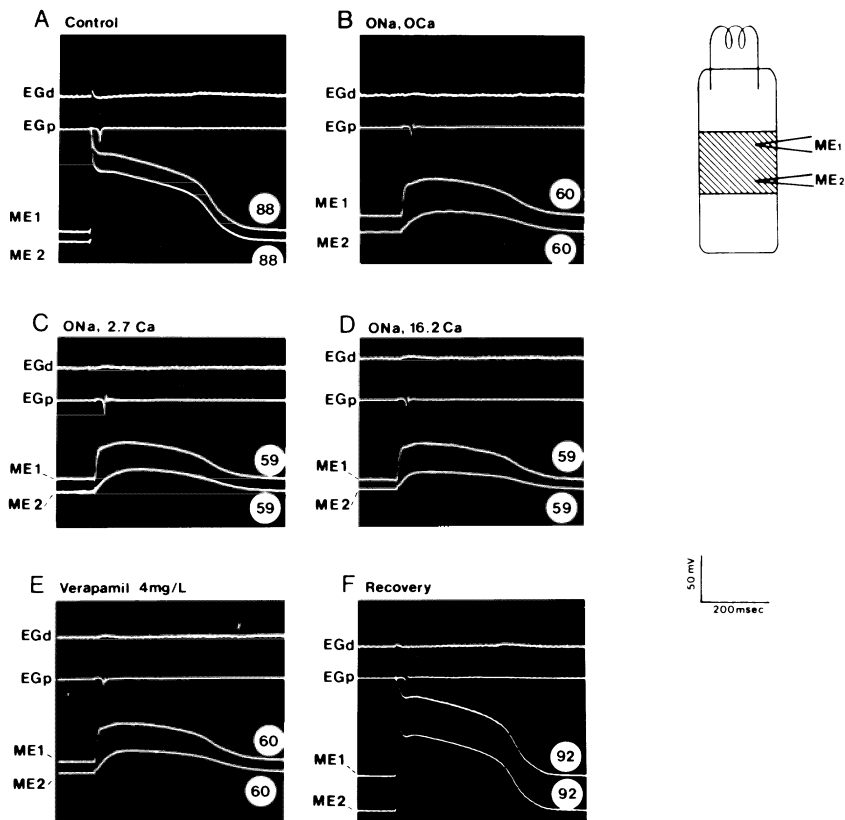 A Control
EGd
EGp
ME1
ME 2
88
88
B ONa, OCa
EGd
EGp
ME1
ME2
60
60
ME1
ME2
C ONa, 2.7 Ca
EGd
EGp
ME1
ME2
59
59
D ONa, 16.2 Ca
EGd
EGp
ME1
ME2
59
59
E Verapamil 4mg/L
EGd
EGp
ME1
ME2
60
60
F Recovery
EGd
EGp
ME1
ME2
92
92
50 mv
200msec